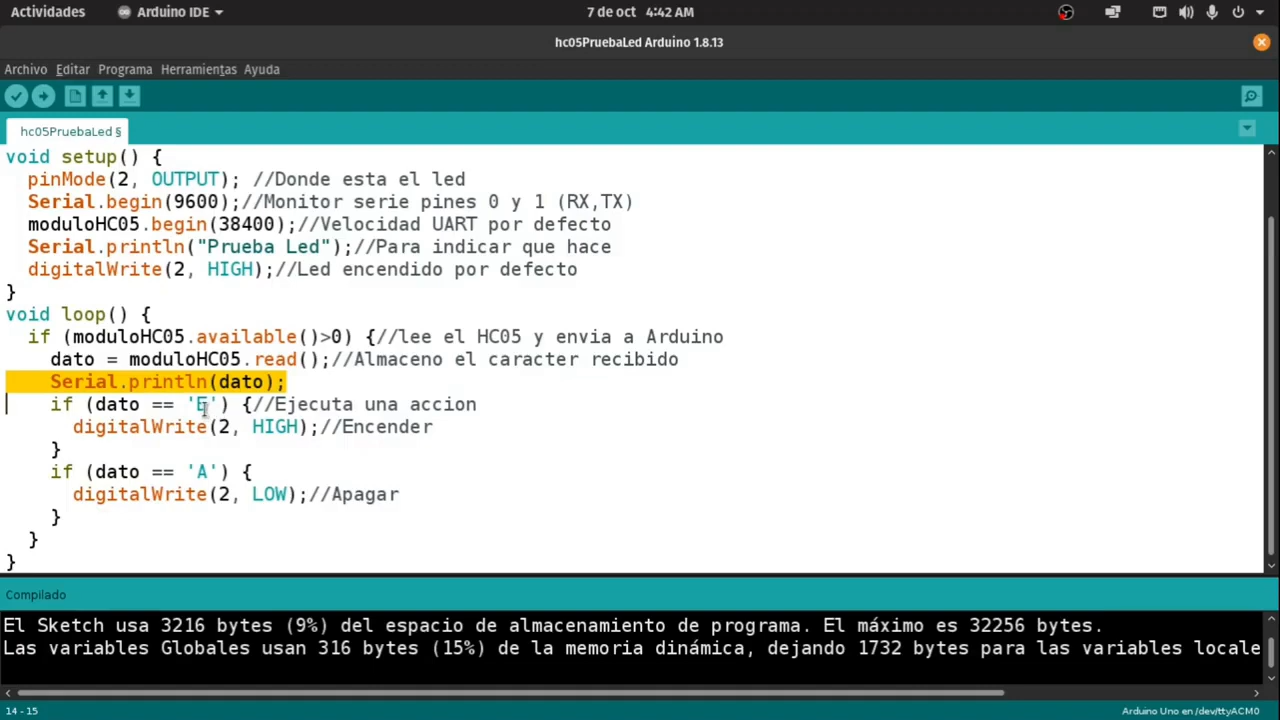 Actividades Arduino IDE 7 de oct 4:42 AM
hc05PruebaLed Arduino 1.8.13
Archivo Editar Programa Herramientas Ayuda
hc05PruebaLed §
void setup() {
pinMode(2, OUTPUT); //Donde esta el led
Serial.begin(9600);//Monitor serie pines 0 y 1 (RX,TX)
moduloHC05.begin(38400);//Velocidad UART por defecto
Serial.println("Prueba Led");//Para indicar que hace
digitalWrite(2, HIGH);//Led encendido por defecto
}
void loop() {
if (moduloHC05.available()>0) {//lee el HC05 y envia a Arduino
dato = moduloHC05.read();//Almaceno el caracter recibido
Serial.println(dato);
if (dato == 'E') {//Ejecuta una accion
digitalWrite(2, HIGH);//Encender
}
if (dato == 'A') {
digitalWrite(2, LOW);//Apagar
}
}
}
Compilado
El Sketch usa 3216 bytes (9%) del espacio de almacenamiento de programa. El máximo es 32256 bytes.
Las variables Globales usan 316 bytes (15%) de la memoria dinámica, dejando 1732 bytes para las variables locale
14 - 15 Arduino Uno en /dev/ttyACM0